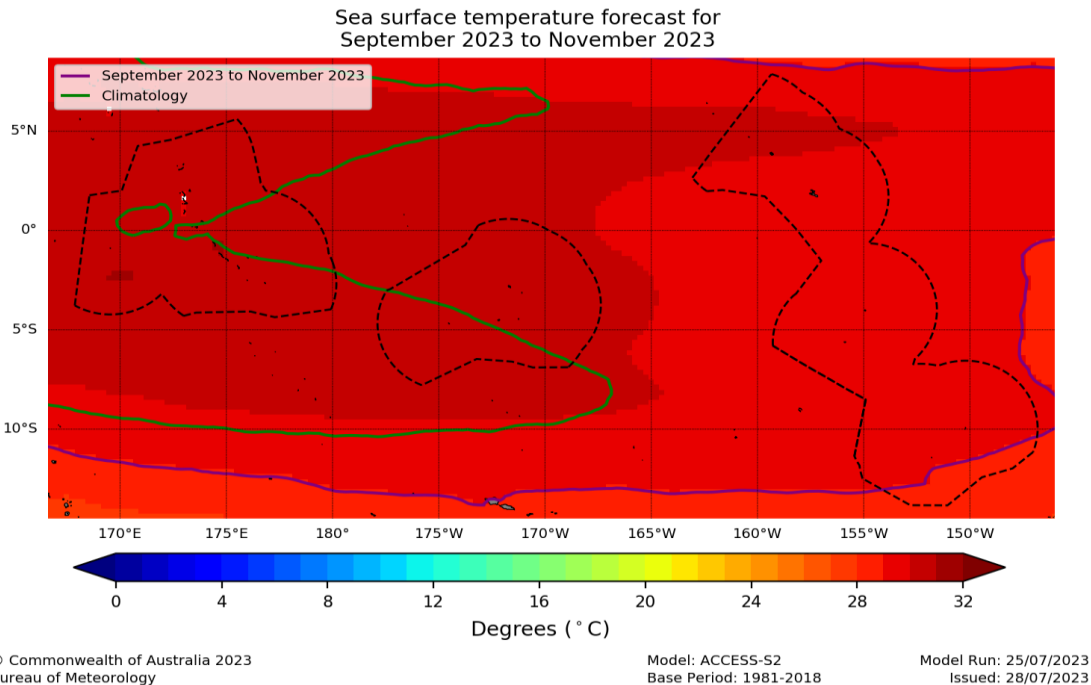 Sea surface temperature forecast for
September 2023 to November 2023
September 2023 to November 2023
Climatology
5°N
0°
5°S
10°S
170°E 175°E 180° 175°W 170°W 165°W 160°W 155°W 150°W
0 4 8 12 16 20 24 28 32
Degrees (°C)
© Commonwealth of Australia 2023 Model: ACCESS-S2 Model Run: 25/07/2023
ureau of Meteorology Base Period: 1981-2018 Issued: 28/07/2023